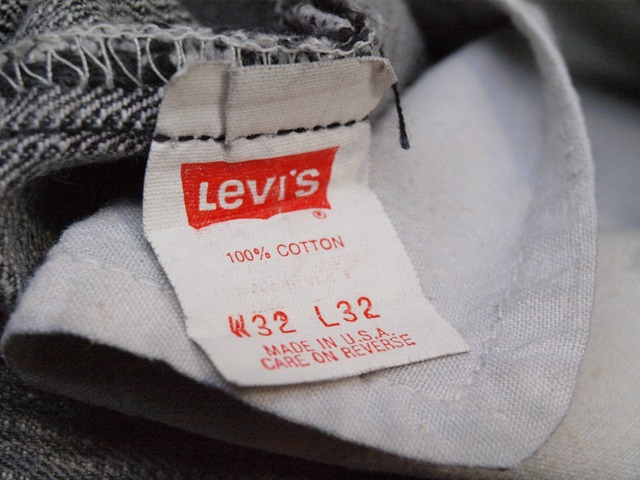 LEVI'S
®
100% COTTON
W32 L32
MADE IN U.S.A.
CARE ON REVERSE